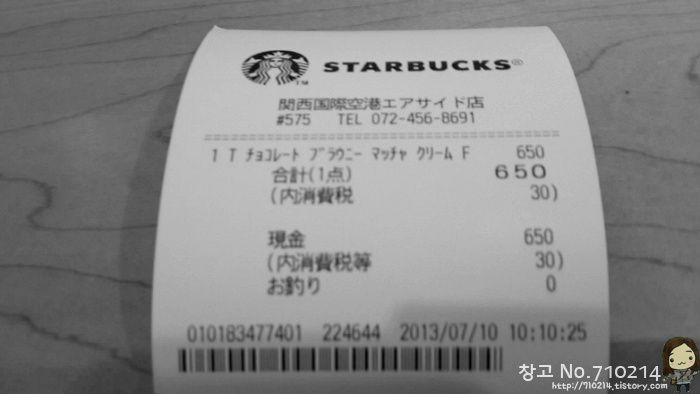 STARBUCKS®
関西国際空港エアサイド店
#575 TEL 072-456-8691
1 T チョコレート ブラウニー マッチャ クリーム F 650
合計(1点) 650
(内消費税 30)
現金 650
(内消費税等 30)
お釣り 0
010183477401 224644 2013/07/10 10:10:25
창고 No.710214
http://710214.tistory.com